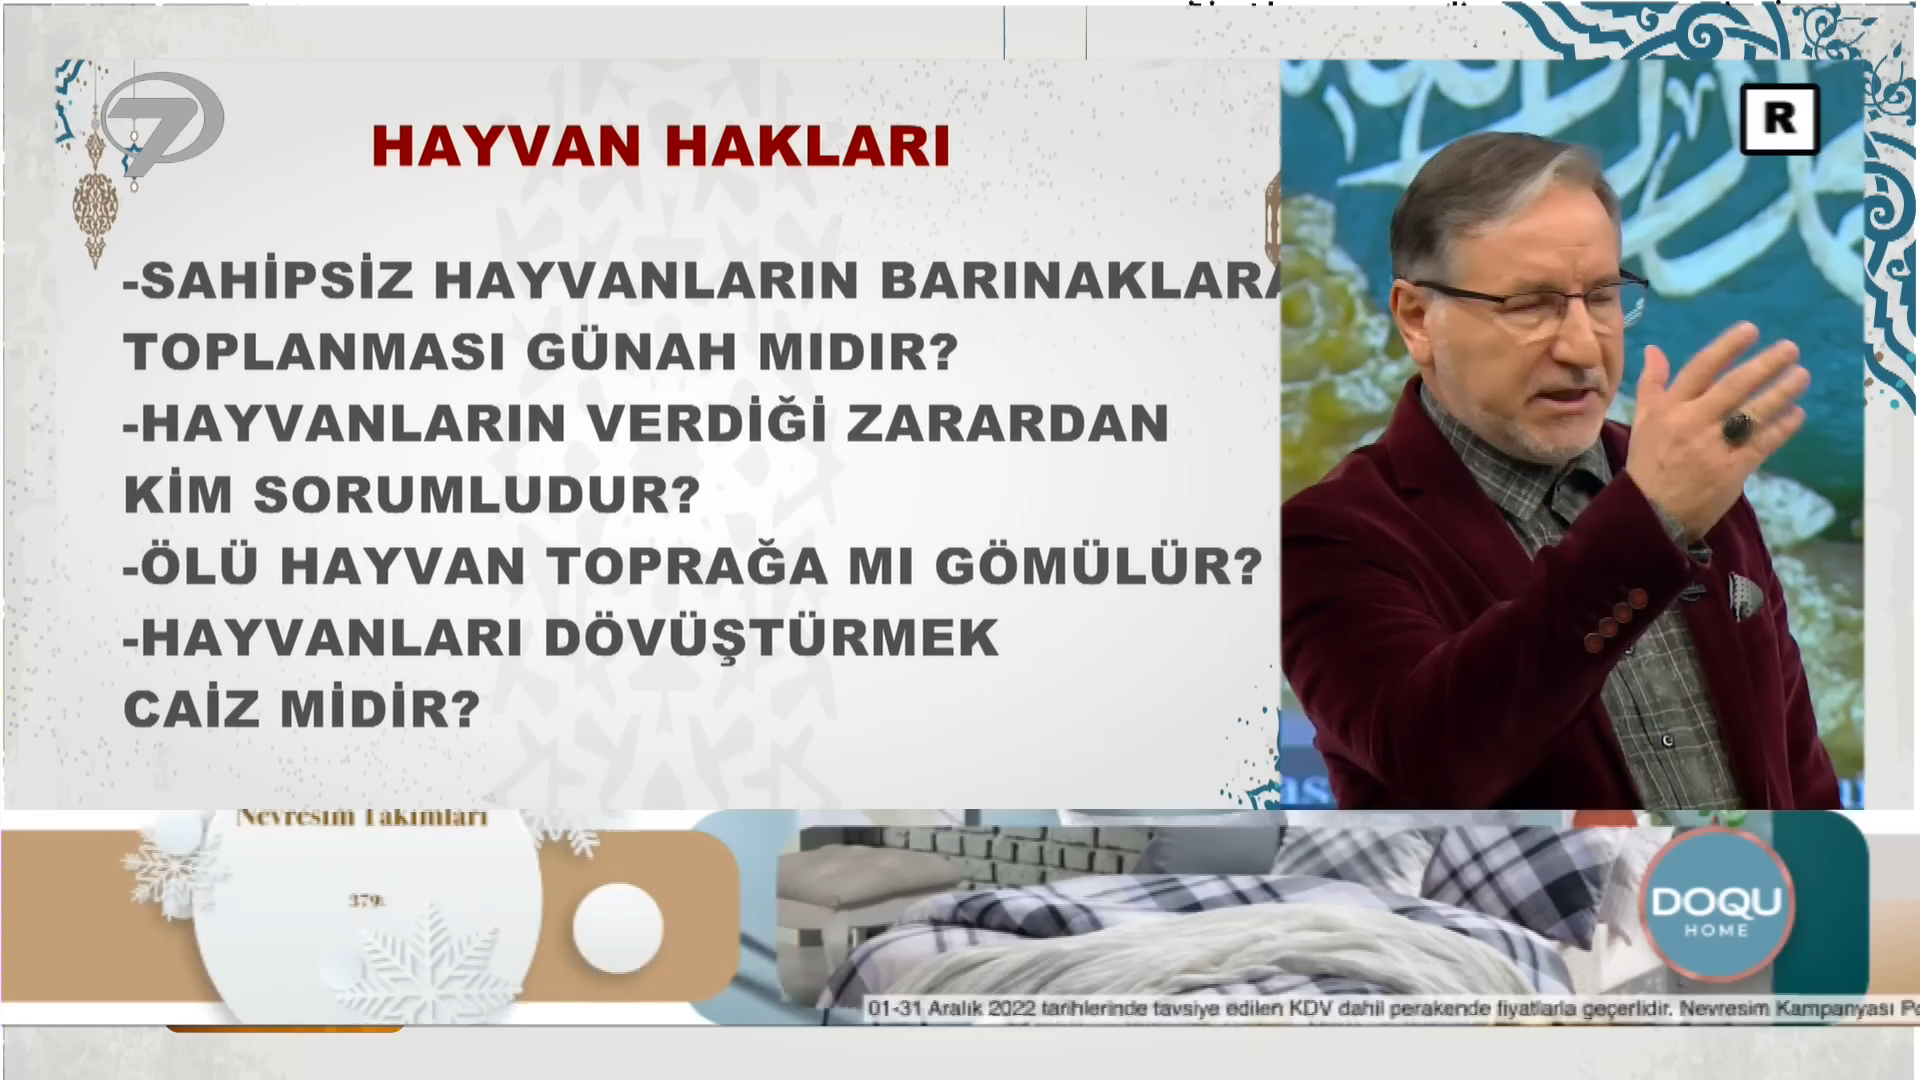 7
R
HAYVAN HAKLARI
-SAHİPSİZ HAYVANLARIN BARINAKLARA
TOPLANMASI GÜNAH MIDIR?
-HAYVANLARIN VERDİĞİ ZARARDAN
KİM SORUMLUDUR?
-ÖLÜ HAYVAN TOPRAĞA MI GÖMÜLÜR?
-HAYVANLARI DÖVÜŞTÜRMEK
CAİZ MİDİR?
Nevresim Takımları
379.
DOQU
HOME
01-31 Aralık 2022 tarihlerinde tavsiye edilen KDV dahil perakende fiyatlarla geçerlidir. Nevresim Kampanyası